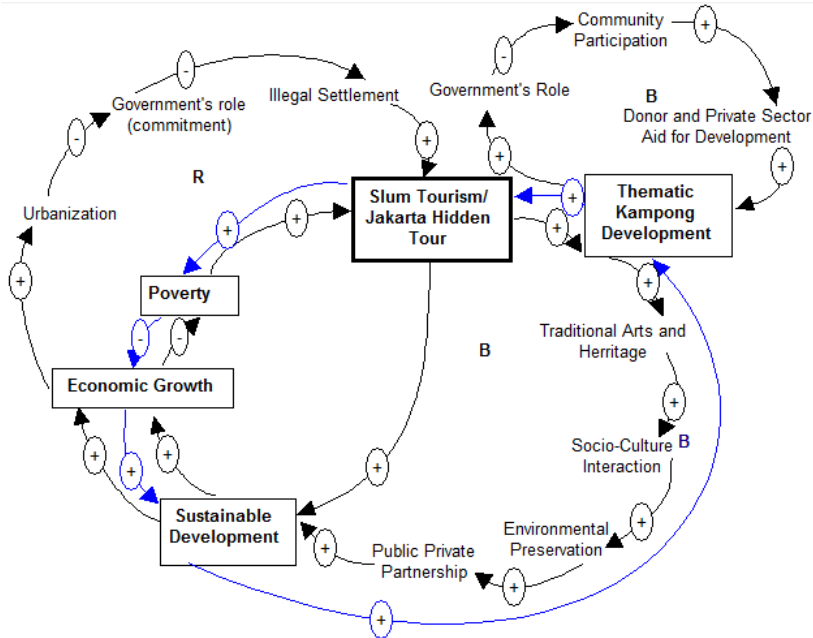 Community
Participation
+
-
-
Government's role
(commitment)
Illegal Settlement
Government's Role
B
Donor and Private Sector
Aid for Development
-
+
+
+
R
Slum Tourism/
Jakarta Hidden
Tour
+
Thematic
Kampong
Development
Urbanization
+
+
+
+
+
Poverty
Traditional Arts and
Herritage
-
-
B
Economic Growth
+
Socio-Culture
Interaction
B
+
+
+
+
Sustainable
Development
+
Environmental
Preservation
+
Public Private
Partnership
+
+